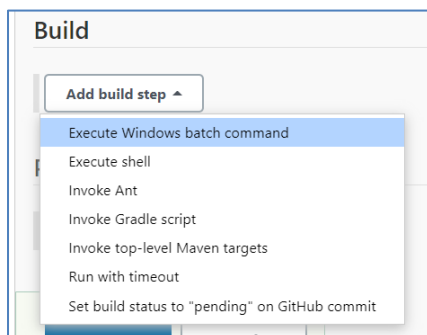 Build
Add build step
Execute Windows batch command
Execute shell
Invoke Ant
Invoke Gradle script
Invoke top-level Maven targets
Run with timeout
Set build status to "pending" on GitHub commit